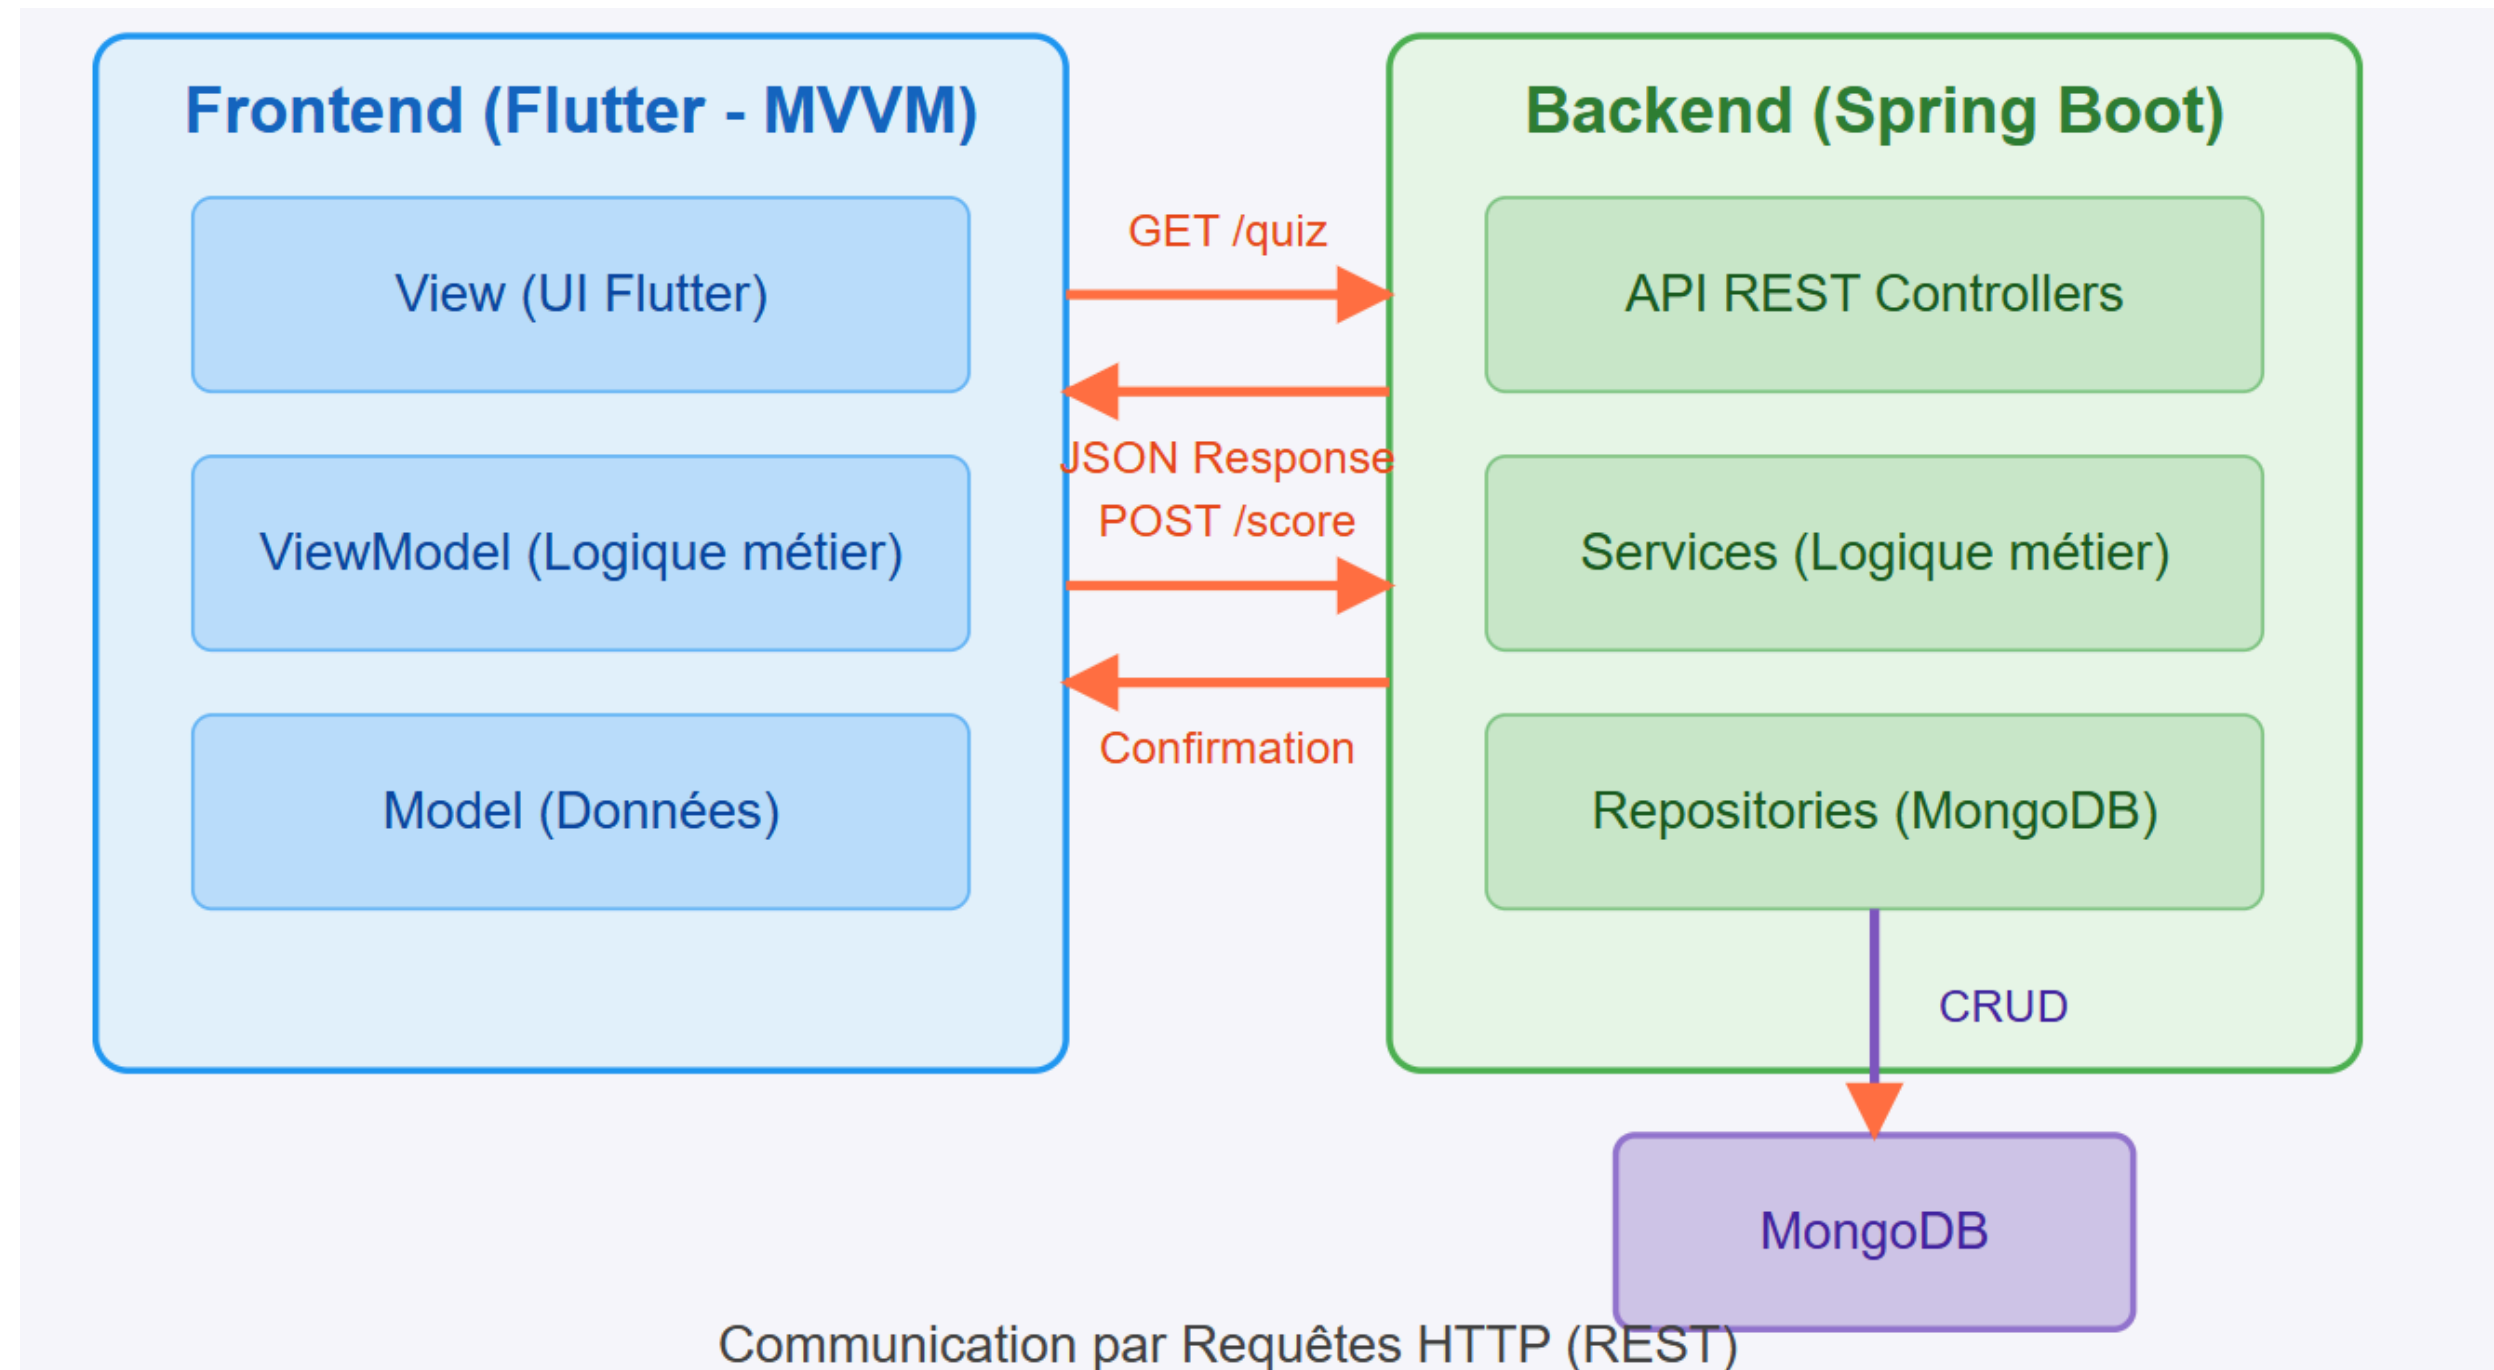 Frontend (Flutter - MVVM)
View (UI Flutter)
ViewModel (Logique métier)
Model (Données)
GET /quiz
JSON Response
POST /score
Confirmation
Backend (Spring Boot)
API REST Controllers
Services (Logique métier)
Repositories (MongoDB)
CRUD
MongoDB
Communication par Requêtes HTTP (REST)